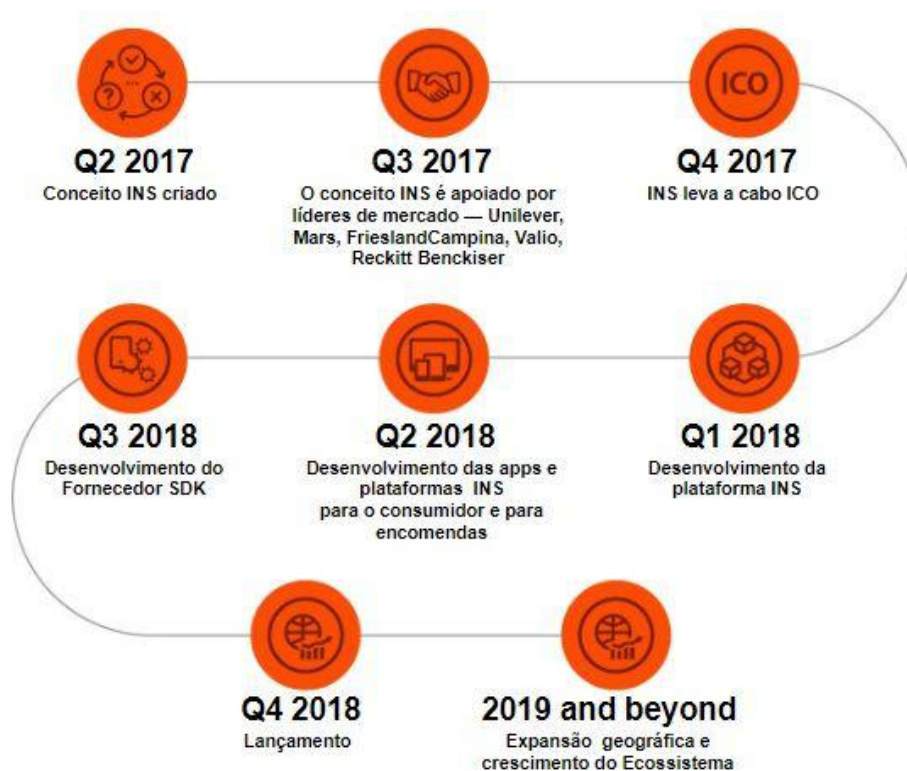 ICO
Q2 2017
Conceito INS criado
Q3 2017
O conceito INS é apoiado por
líderes de mercado — Unilever,
Mars, FrieslandCampina, Valio,
Reckitt Benckiser
Q4 2017
INS leva a cabo ICO
Q1 2018
Desenvolvimento da
plataforma INS
Q2 2018
Desenvolvimento das apps e
plataformas INS
para o consumidor e para
encomendas
Q3 2018
Desenvolvimento do
Fornecedor SDK
Q4 2018
Lançamento
2019 and beyond
Expansão geográfica e
crescimento do Ecossistema